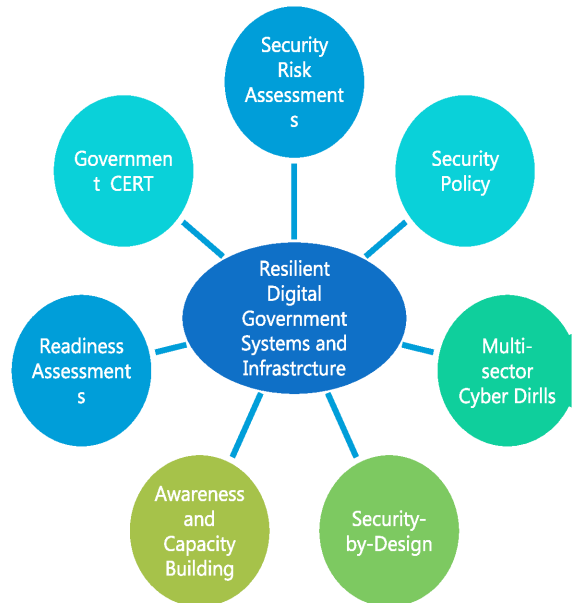 Security
Risk
Assessment
s
Governmen
t CERT
Security
Policy
Resilient
Digital
Government
Systems and
Infrastrcture
Readiness
Assessment
s
Multi-
sector
Cyber Dirlls
Awareness
and
Capacity
Building
Security-
by-Design